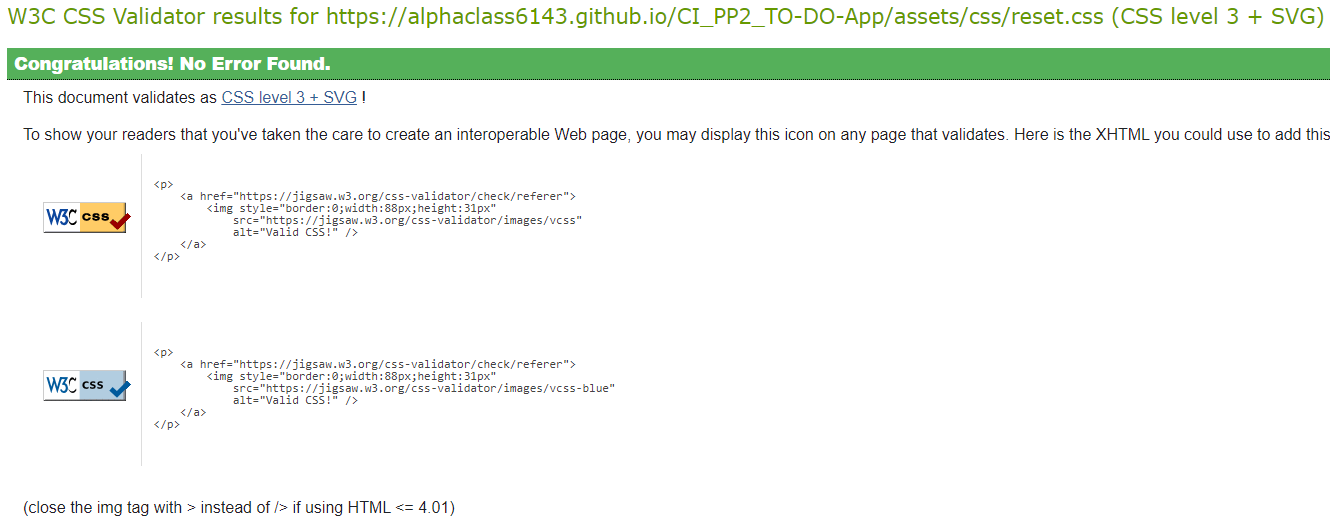 W3C CSS Validator results for https://alphaclass6143.github.io/CI_PP2_TO-DO-App/assets/css/reset.css (CSS level 3 + SVG)
Congratulations! No Error Found.
This document validates as CSS level 3 + SVG !
To show your readers that you've taken the care to create an interoperable Web page, you may display this icon on any page that validates. Here is the XHTML you could use to add this
<p>
<a href="https://jigsaw.w3.org/css-validator/check/referer">
<img style="border:0;width:88px;height:31px"
W3C css
src="https://jigsaw.w3.org/css-validator/images/vcss"
alt="Valid CSS!" />
</a>
</p>
<p>
<a href="https://jigsaw.w3.org/css-validator/check/referer">
<img style="border:0;width:88px;height:31px"
W3C css
src="https://jigsaw.w3.org/css-validator/images/vcss-blue"
alt="Valid CSS!" />
</a>
</p>
(close the img tag with > instead of /> if using HTML <= 4.01)